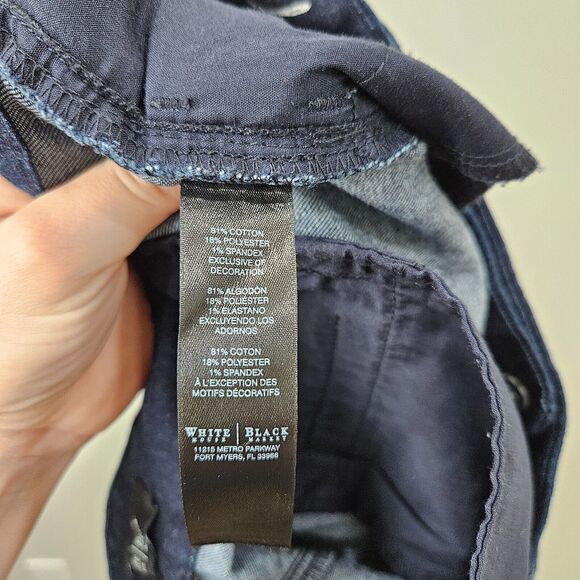 81% COTTON
18% POLYESTER
1% SPANDEX
EXCLUSIVE OF
DECORATION
81% ALGODÓN
18% POLIÉSTER
1% ELASTANO
EXCLUYENDO LOS
ADORNOS
81% COTON
18% POLYESTER
1% SPANDEX
À L'EXCEPTION DES
MOTIFS DÉCORATIFS
WHITE | BLACK
HOUSE | MARKET
11215 METRO PARKWAY
FORT MYERS, FL 33966